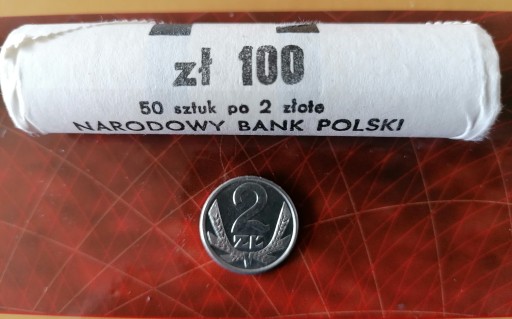 zł 100
50 sztuk po 2 złote
NARODOWY BANK POLSKI
2
ZŁ